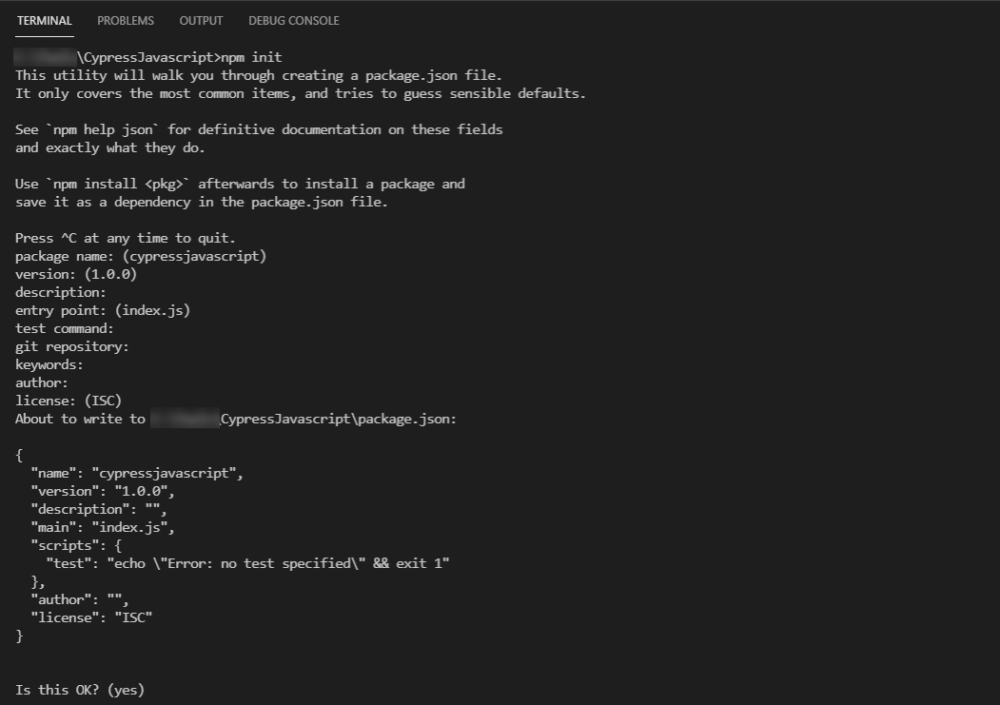 TERMINAL PROBLEMS OUTPUT DEBUG CONSOLE
\CypressJavascript>npm init
This utility will walk you through creating a package.json file.
It only covers the most common items, and tries to guess sensible defaults.
See `npm help json` for definitive documentation on these fields
and exactly what they do.
Use `npm install <pkg>` afterwards to install a package and
save it as a dependency in the package.json file.
Press ^C at any time to quit.
package name: (cypressjavascript)
version: (1.0.0)
description:
entry point: (index.js)
test command:
git repository:
keywords:
author:
license: (ISC)
About to write to \CypressJavascript\package.json:
{
  "name": "cypressjavascript",
  "version": "1.0.0",
  "description": "",
  "main": "index.js",
  "scripts": {
    "test": "echo \"Error: no test specified\" && exit 1"
  },
  "author": "",
  "license": "ISC"
}
Is this OK? (yes)